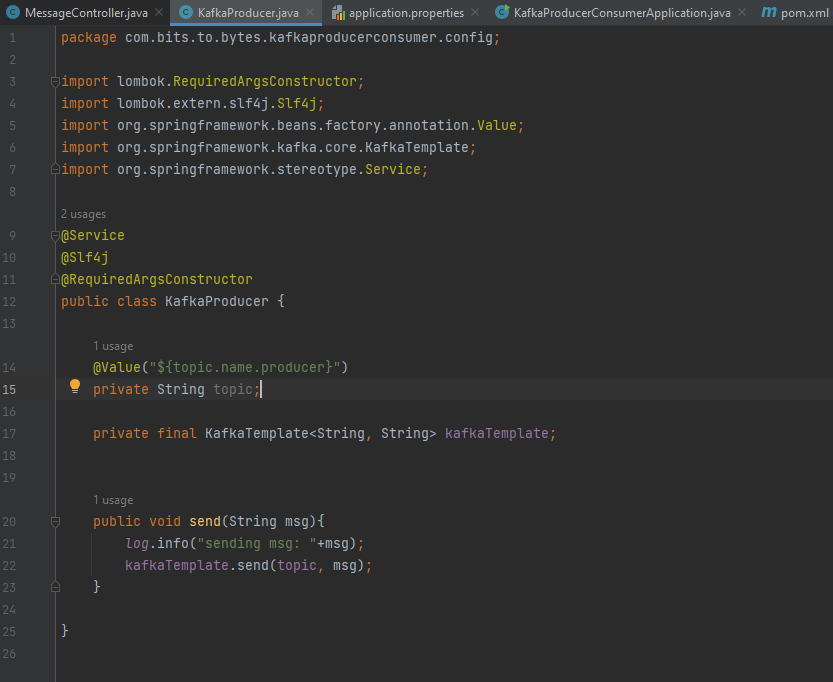 MessageController.java KafkaProducer.java application.properties KafkaProducerConsumerApplication.java pom.xml
1 package com.bits.to.bytes.kafkaproducerconsumer.config;
2
3 import lombok.RequiredArgsConstructor;
4 import lombok.extern.slf4j.Slf4j;
5 import org.springframework.beans.factory.annotation.Value;
6 import org.springframework.kafka.core.KafkaTemplate;
7 import org.springframework.stereotype.Service;
8
2 usages
9 @Service
10 @Slf4j
11 @RequiredArgsConstructor
12 public class KafkaProducer {
13
1 usage
14 @Value("${topic.name.producer}")
15 private String topic;
16
17 private final KafkaTemplate<String, String> kafkaTemplate;
18
19
1 usage
20 public void send(String msg){
21 log.info("sending msg: "+msg);
22 kafkaTemplate.send(topic, msg);
23 }
24
25 }
26